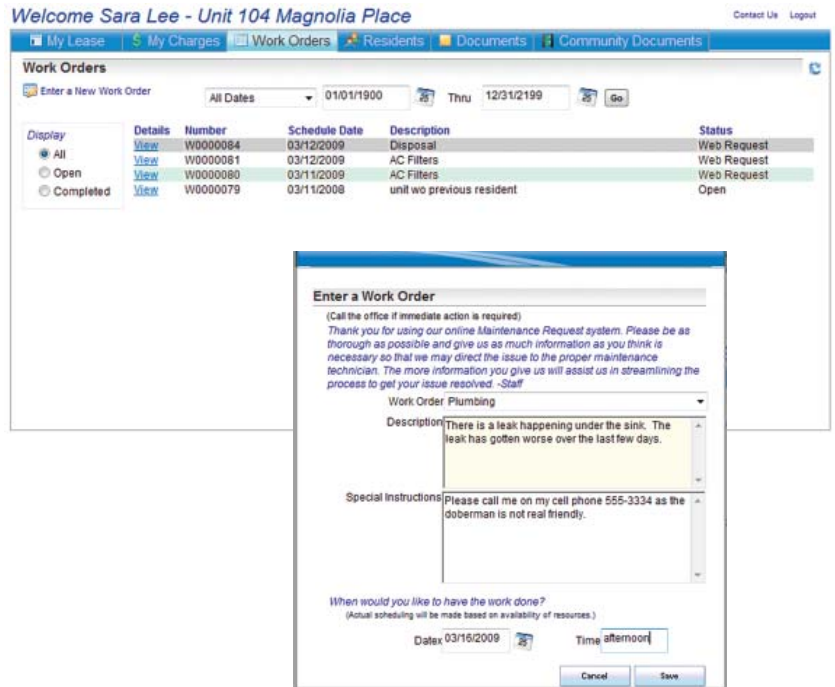 Welcome Sara Lee - Unit 104 Magnolia Place
Contact Us Logout
My Lease $ My Charges Work Orders Residents Documents Community Documents
Work Orders
Enter a New Work Order
All Dates 01/01/1900 Thru 12/31/2199 Go
Display
All
Open
Completed
Details Number Schedule Date Description Status
View W0000084 03/12/2009 Disposal Web Request
View W0000081 03/12/2009 AC Filters Web Request
View W0000080 03/11/2009 AC Filters Web Request
View W0000079 03/11/2008 unit wo previous resident Open
Enter a Work Order
(Call the office if immediate action is required)
Thank you for using our online Maintenance Request system. Please be as
thorough as possible and give us as much information as you think is
necessary so that we may direct the issue to the proper maintenance
technician. The more information you give us will assist us in streamlining the
process to get your issue resolved. -Staff
Work Order Plumbing
Description There is a leak happening under the sink. The
leak has gotten worse over the last few days.
Special Instructions Please call me on my cell phone 555-3334 as the
doberman is not real friendly.
When would you like to have the work done?
(Actual scheduling will be made based on availability of resources.)
Datex 03/16/2009 Time afternoon
Cancel Save